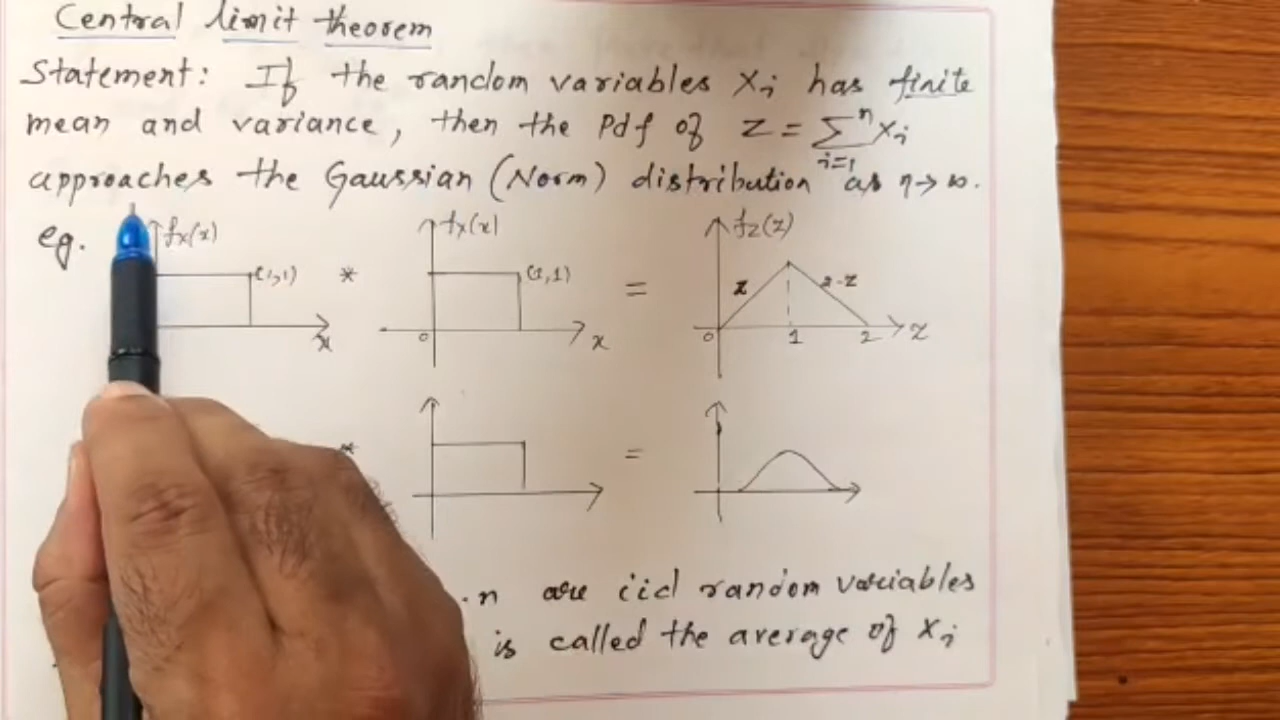 Central limit theorem
Statement: If the random variables Xi has finite
mean and variance, then the Pdf of Z = Σ^n_{i=1} Xi
approaches the Gaussian (Norm) distribution as n→∞.
eg.
fx(x) (1,1) x
*
fx(x) (1,1) 0 x
=
fz(z) z 2-z 0 1 2 z
* =
.n are iid random variables
is called the average of Xi